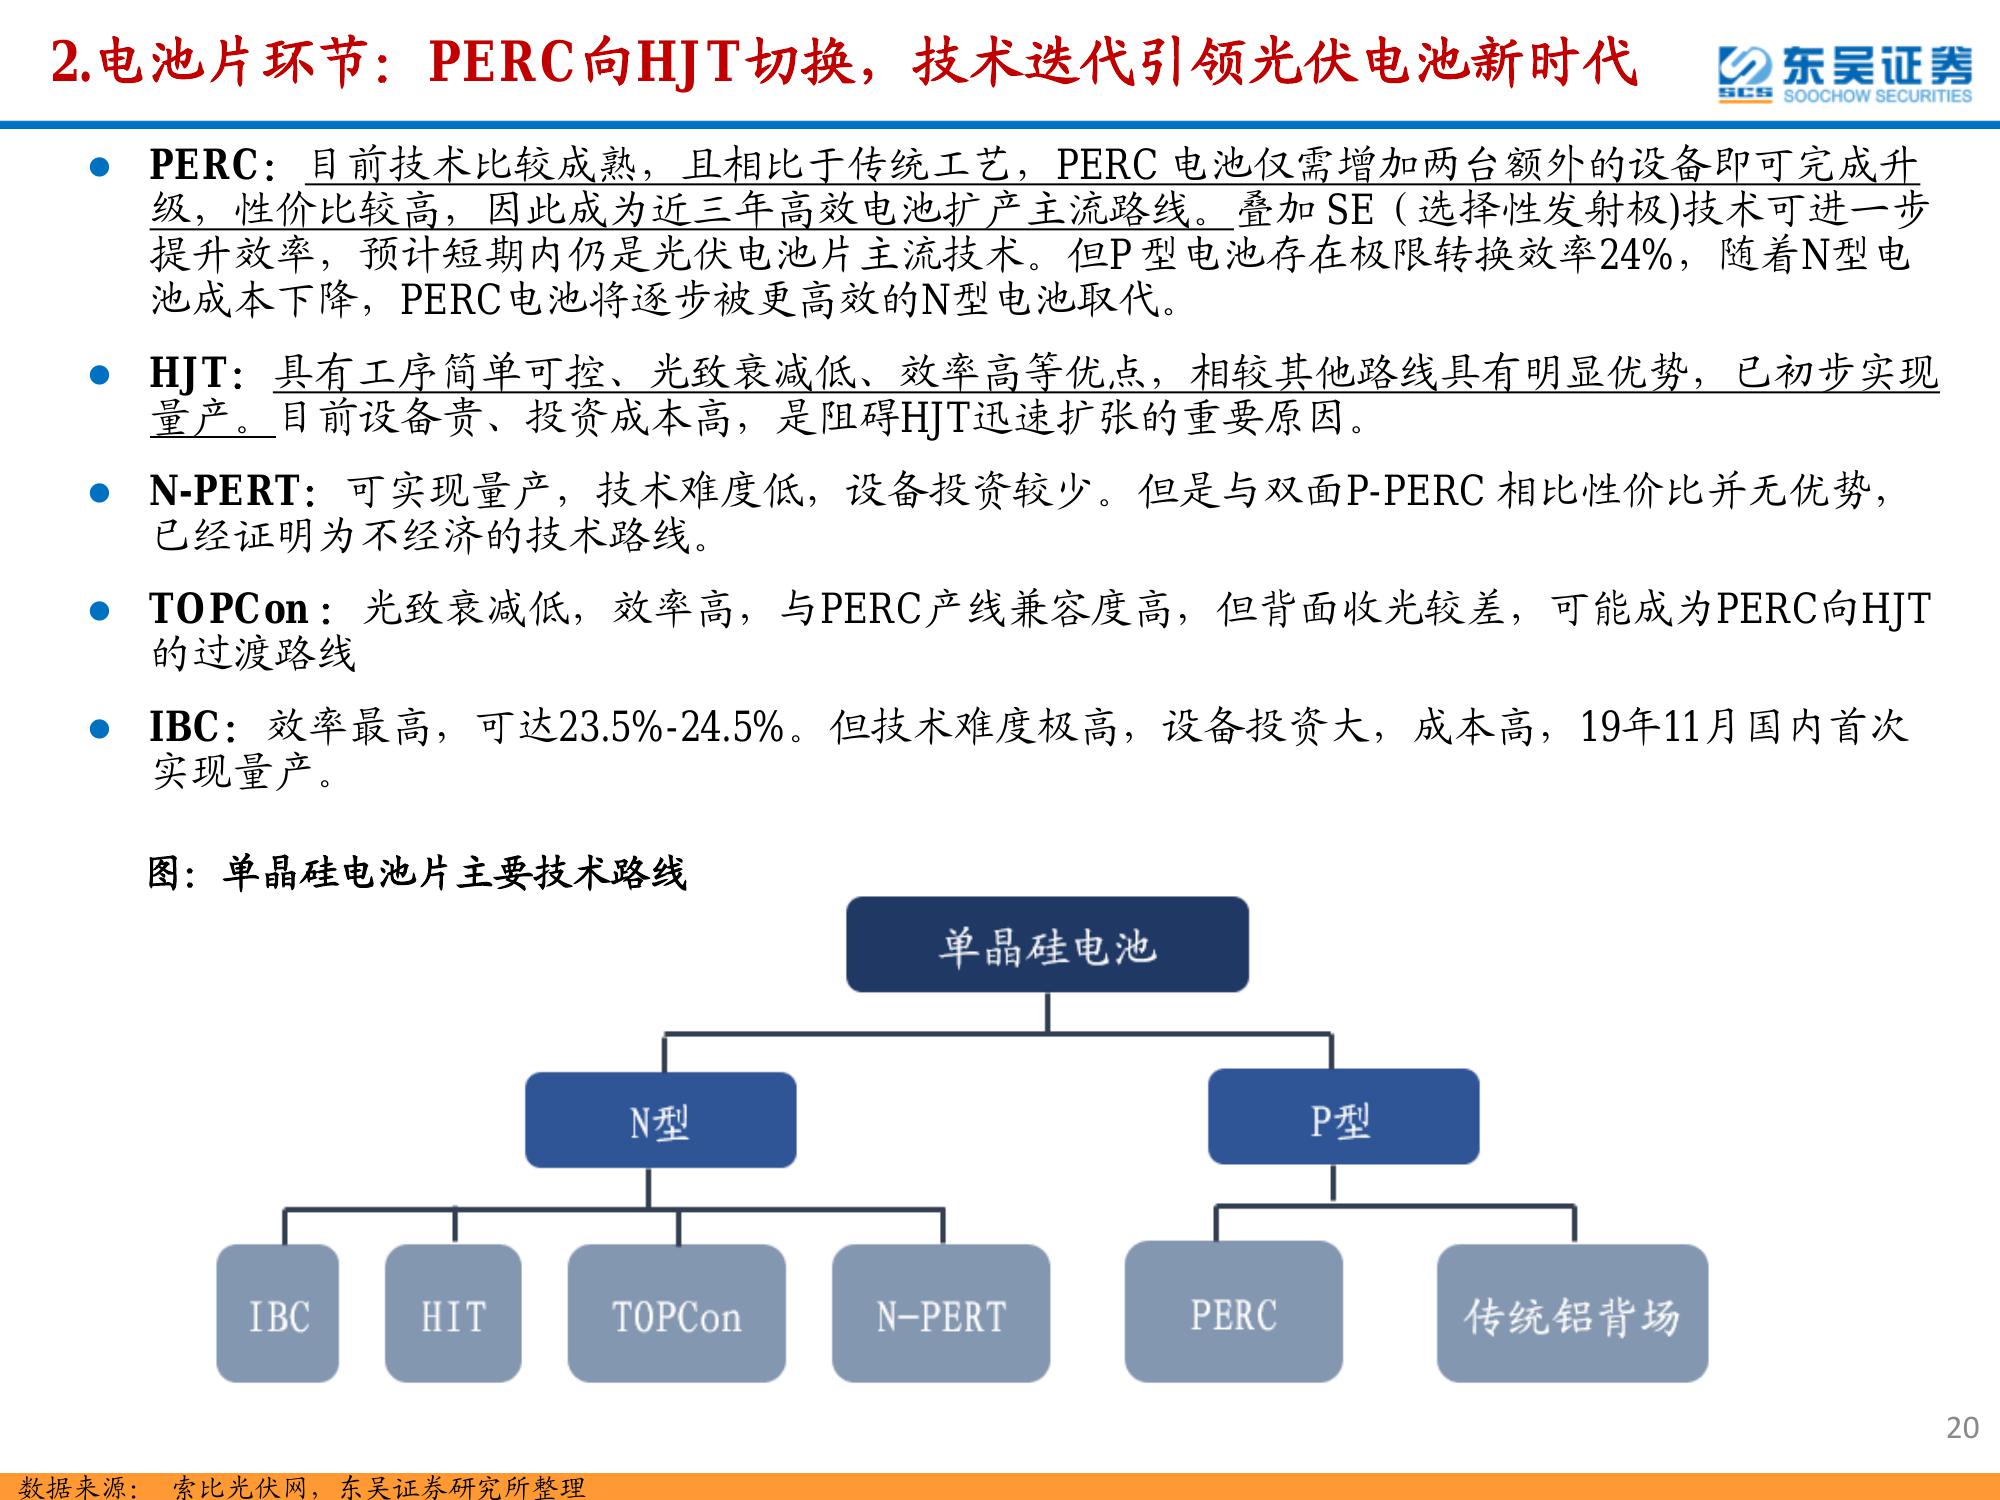 2.电池片环节：PERC向HJT切换，技术迭代引领光伏电池新时代
东吴证券
SCS
SOOCHOW SECURITIES
PERC：目前技术比较成熟，且相比于传统工艺，PERC 电池仅需增加两台额外的设备即可完成升
级，性价比较高，因此成为近三年高效电池扩产主流路线。叠加 SE（选择性发射极)技术可进一步
提升效率，预计短期内仍是光伏电池片主流技术。但P 型电池存在极限转换效率24%，随着N型电
池成本下降，PERC电池将逐步被更高效的N型电池取代。
HJT：具有工序简单可控、光致衰减低、效率高等优点，相较其他路线具有明显优势，已初步实现
量产。目前设备贵、投资成本高，是阻碍HJT迅速扩张的重要原因。
N-PERT：可实现量产，技术难度低，设备投资较少。但是与双面P-PERC 相比性价比并无优势，
已经证明为不经济的技术路线。
TOPCon：光致衰减低，效率高，与PERC产线兼容度高，但背面收光较差，可能成为PERC向HJT
的过渡路线
IBC：效率最高，可达23.5%-24.5%。但技术难度极高，设备投资大，成本高，19年11月国内首次
实现量产。
图：单晶硅电池片主要技术路线
单晶硅电池
N型
P型
IBC
HIT
TOPCon
N-PERT
PERC
传统铝背场
20
数据来源： 索比光伏网，东吴证券研究所整理